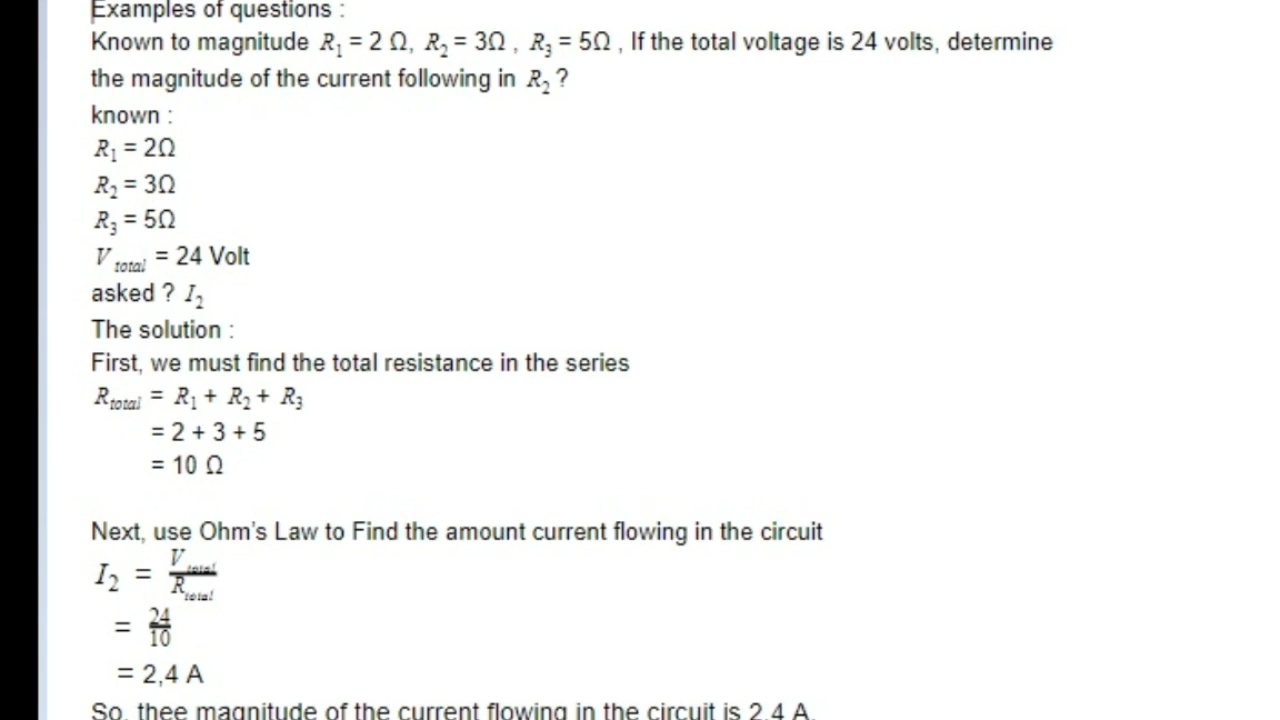 Examples of questions :
Known to magnitude R₁ = 2 Ω, R₂ = 3Ω , R₃ = 5Ω , If the total voltage is 24 volts, determine
the magnitude of the current following in R₂ ?
known :
R₁ = 2Ω
R₂ = 3Ω
R₃ = 5Ω
V total = 24 Volt
asked ? I₂
The solution :
First, we must find the total resistance in the series
Rtotal = R₁ + R₂ + R₃
= 2 + 3 + 5
= 10 Ω
Next, use Ohm's Law to Find the amount current flowing in the circuit
I₂ = V total / R total
= 24/10
= 2,4 A
So, thee magnitude of the current flowing in the circuit is 2,4 A.